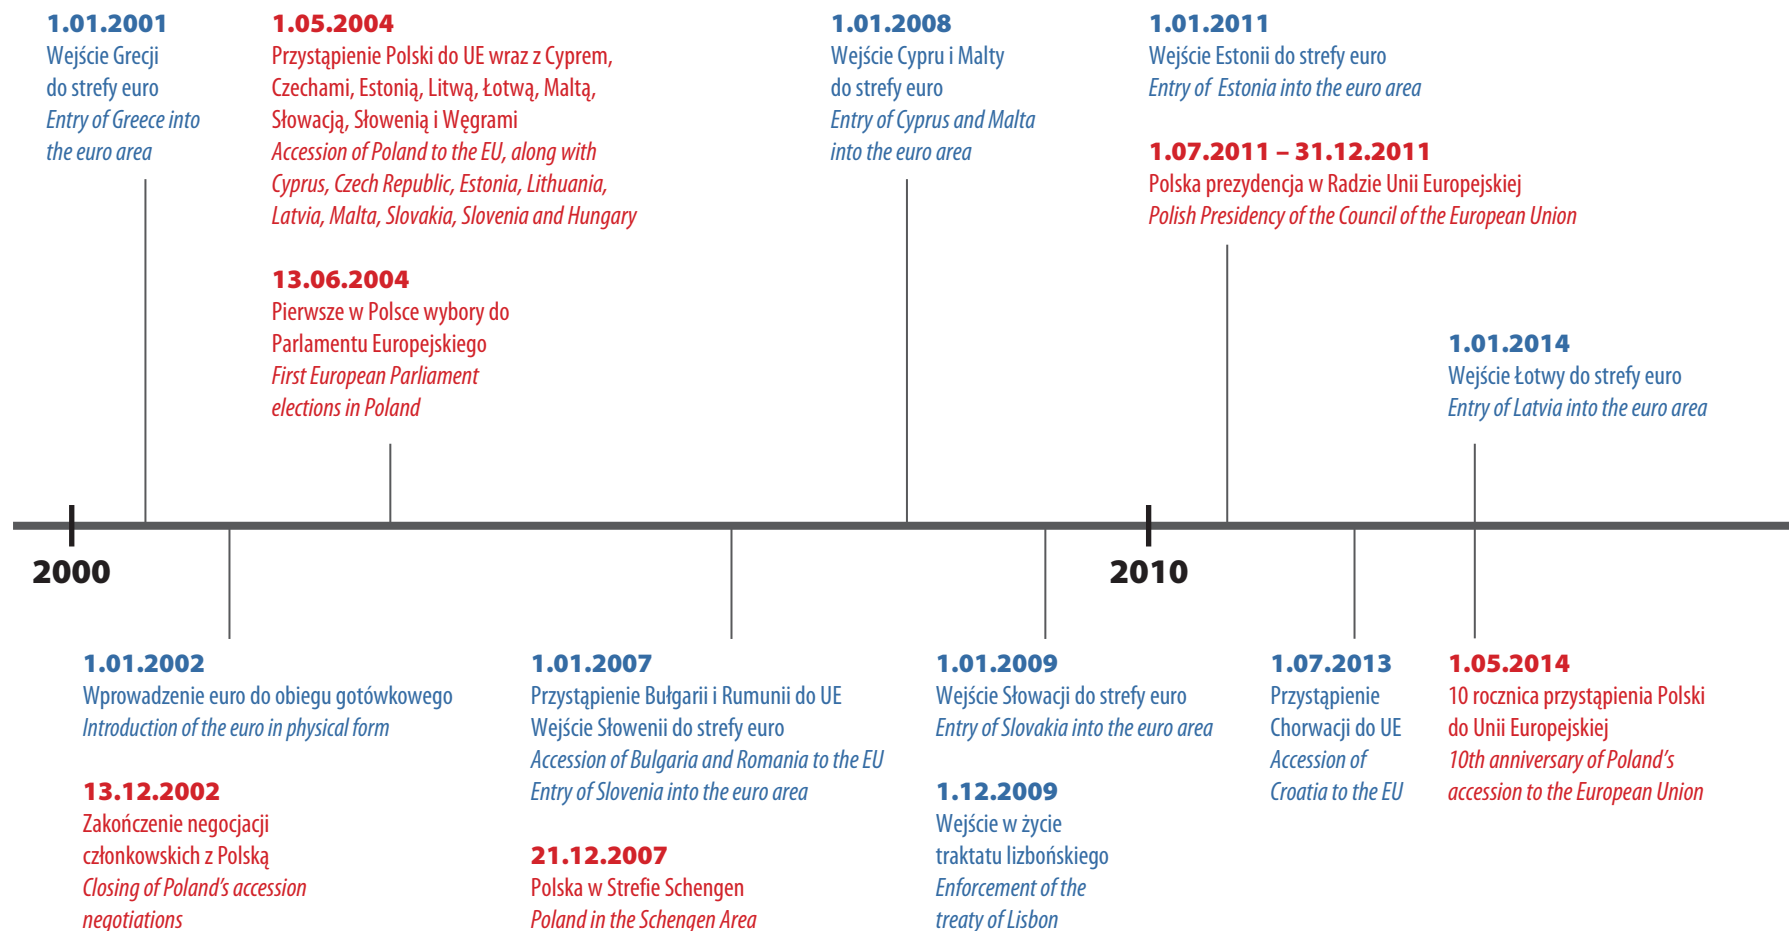 1.01.2001
Wejście Grecji
do strefy euro
Entry of Greece into
the euro area
1.05.2004
Przystąpienie Polski do UE wraz z Cyprem,
Czechami, Estonią, Litwą, Łotwą, Maltą,
Słowacją, Słowenią i Węgrami
Accession of Poland to the EU, along with
Cyprus, Czech Republic, Estonia, Lithuania,
Latvia, Malta, Slovakia, Slovenia and Hungary
13.06.2004
Pierwsze w Polsce wybory do
Parlamentu Europejskiego
First European Parliament
elections in Poland
1.01.2008
Wejście Cypru i Malty
do strefy euro
Entry of Cyprus and Malta
into the euro area
1.01.2011
Wejście Estonii do strefy euro
Entry of Estonia into the euro area
1.07.2011 – 31.12.2011
Polska prezydencja w Radzie Unii Europejskiej
Polish Presidency of the Council of the European Union
1.01.2014
Wejście Łotwy do strefy euro
Entry of Latvia into the euro area
2000
2010
1.01.2002
Wprowadzenie euro do obiegu gotówkowego
Introduction of the euro in physical form
13.12.2002
Zakończenie negocjacji
członkowskich z Polską
Closing of Poland's accession
negotiations
1.01.2007
Przystąpienie Bułgarii i Rumunii do UE
Wejście Słowenii do strefy euro
Accession of Bulgaria and Romania to the EU
Entry of Slovenia into the euro area
21.12.2007
Polska w Strefie Schengen
Poland in the Schengen Area
1.01.2009
Wejście Słowacji do strefy euro
Entry of Slovakia into the euro area
1.12.2009
Wejście w życie
traktatu lizbońskiego
Enforcement of the
treaty of Lisbon
1.07.2013
Przystąpienie
Chorwacji do UE
Accession of
Croatia to the EU
1.05.2014
10 rocznica przystąpienia Polski
do Unii Europejskiej
10th anniversary of Poland's
accession to the European Union